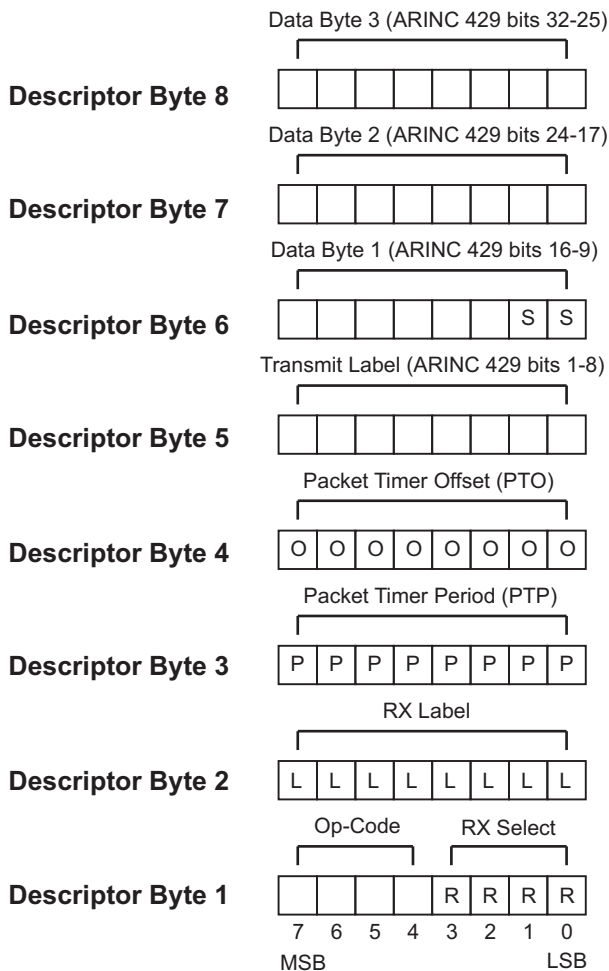 Data Byte 3 (ARINC 429 bits 32-25)
Descriptor Byte 8
Data Byte 2 (ARINC 429 bits 24-17)
Descriptor Byte 7
Data Byte 1 (ARINC 429 bits 16-9)
Descriptor Byte 6 S S
Transmit Label (ARINC 429 bits 1-8)
Descriptor Byte 5
Packet Timer Offset (PTO)
Descriptor Byte 4 O O O O O O O O
Packet Timer Period (PTP)
Descriptor Byte 3 P P P P P P P P
RX Label
Descriptor Byte 2 L L L L L L L L
Op-Code RX Select
Descriptor Byte 1 R R R R
7 6 5 4 3 2 1 0
MSB LSB